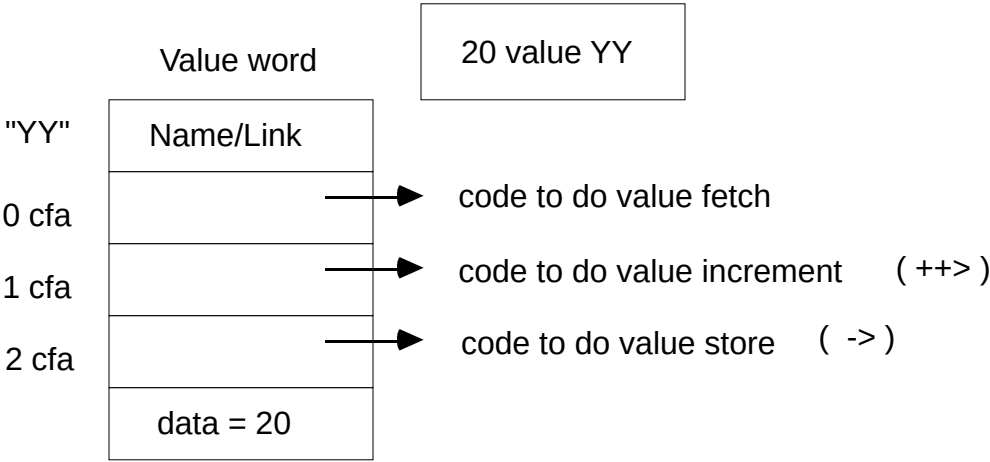 Value word
20 value YY
"YY"
Name/Link
0 cfa
code to do value fetch
1 cfa
code to do value increment ( ++> )
2 cfa
code to do value store ( -> )
data = 20